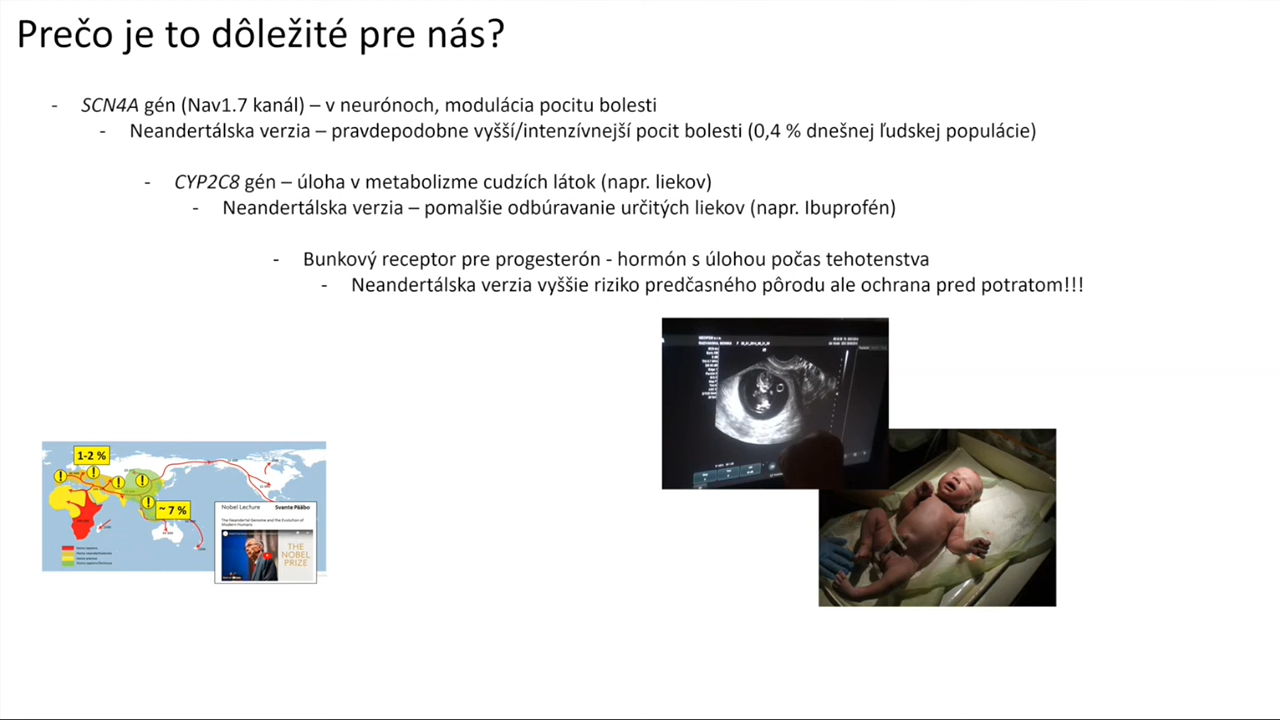 Prečo je to dôležité pre nás?
- SCN4A gén (Nav1.7 kanál) – v neurónoch, modulácia pocitu bolesti
- Neandertálska verzia – pravdepodobne vyšší/intenzívnejší pocit bolesti (0,4 % dnešnej ľudskej populácie)
- CYP2C8 gén – úloha v metabolizme cudzích látok (napr. liekov)
- Neandertálska verzia – pomalšie odbúravanie určitých liekov (napr. Ibuprofén)
- Bunkový receptor pre progesterón - hormón s úlohou počas tehotenstva
- Neandertálska verzia vyššie riziko predčasného pôrodu ale ochrana pred potratom!!!
1-2 %
~ 7 %
Nobel Lecture Svante Pääbo
The Neandertal Genome and the Evolution of
Modern Humans
THE
NOBEL
PRIZE